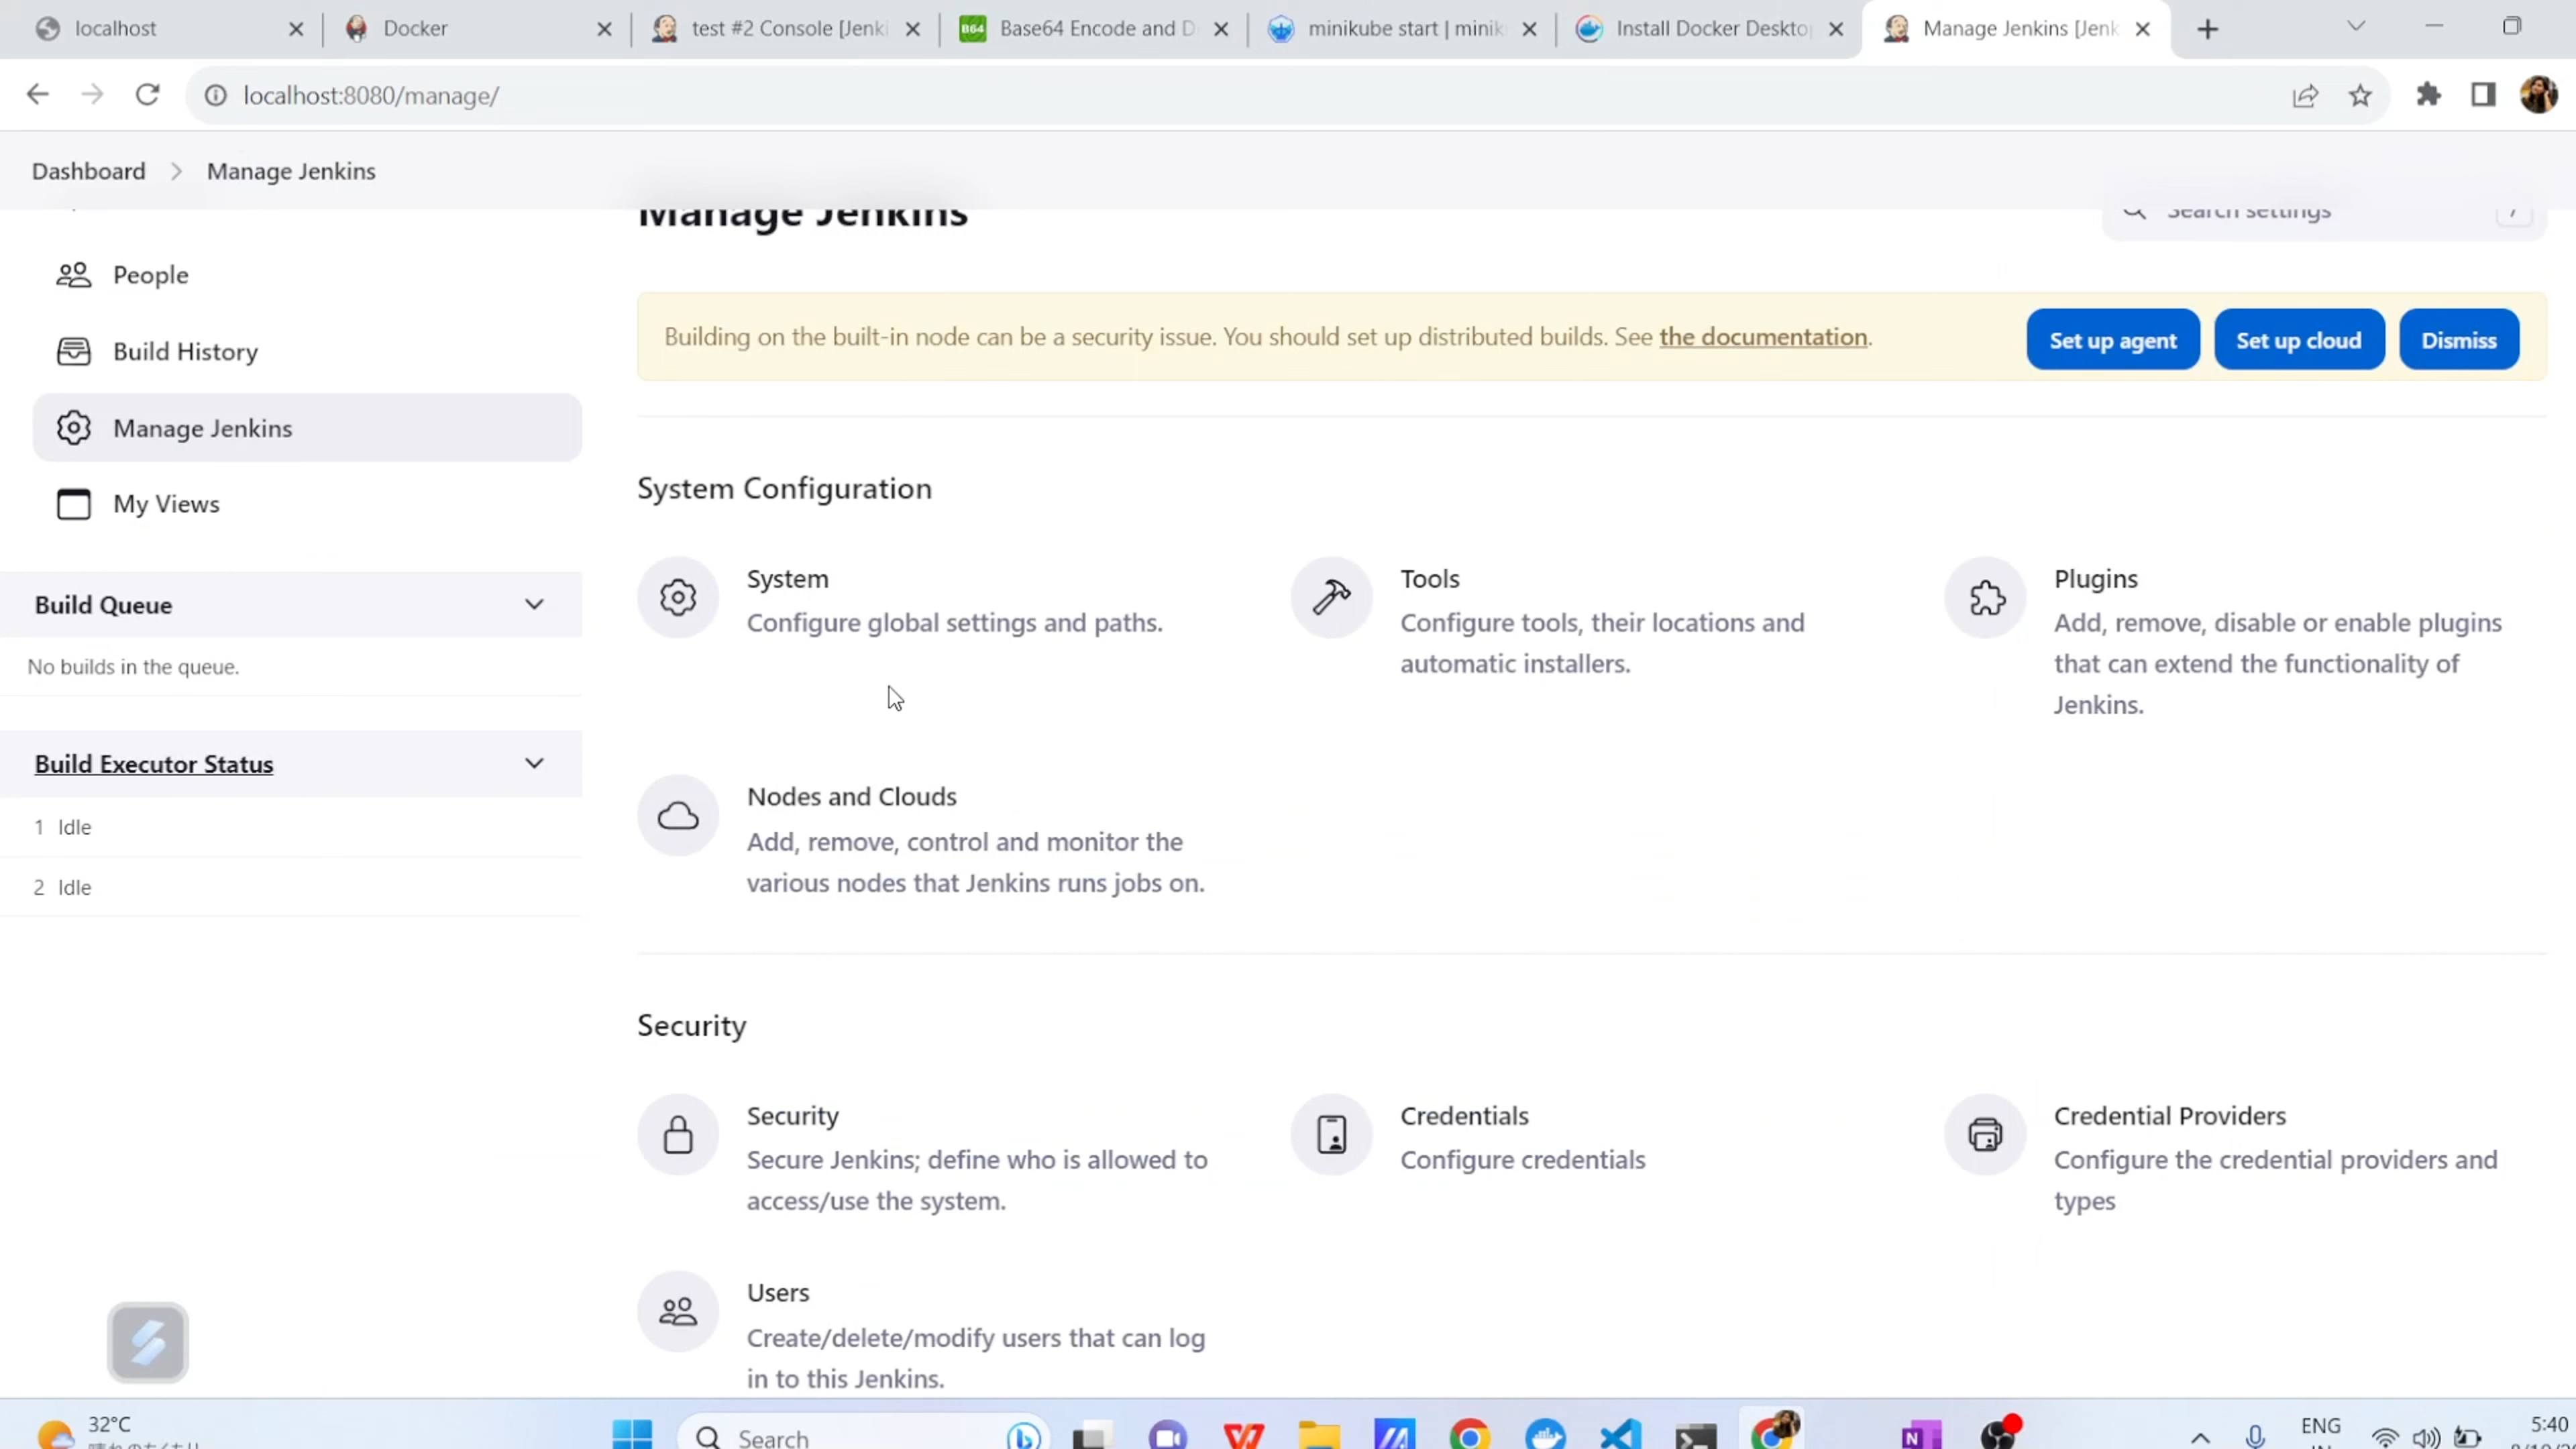 localhost
Docker
test #2 Console [Jenki
Base64 Encode and D
minikube start | minik
Install Docker Deskto
Manage Jenkins [Jenk
localhost:8080/manage/
Dashboard
Manage Jenkins
Manage Jenkins
Search settings
/
People
Build History
Manage Jenkins
My Views
Building on the built-in node can be a security issue. You should set up distributed builds. See the documentation.
Set up agent
Set up cloud
Dismiss
System Configuration
System
Configure global settings and paths.
Tools
Configure tools, their locations and
automatic installers.
Plugins
Add, remove, disable or enable plugins
that can extend the functionality of
Jenkins.
Build Queue
No builds in the queue.
Build Executor Status
1 Idle
2 Idle
Nodes and Clouds
Add, remove, control and monitor the
various nodes that Jenkins runs jobs on.
Security
Security
Secure Jenkins; define who is allowed to
access/use the system.
Credentials
Configure credentials
Credential Providers
Configure the credential providers and
types
Users
Create/delete/modify users that can log
in to this Jenkins.
32°C
Search
ENG
5:40